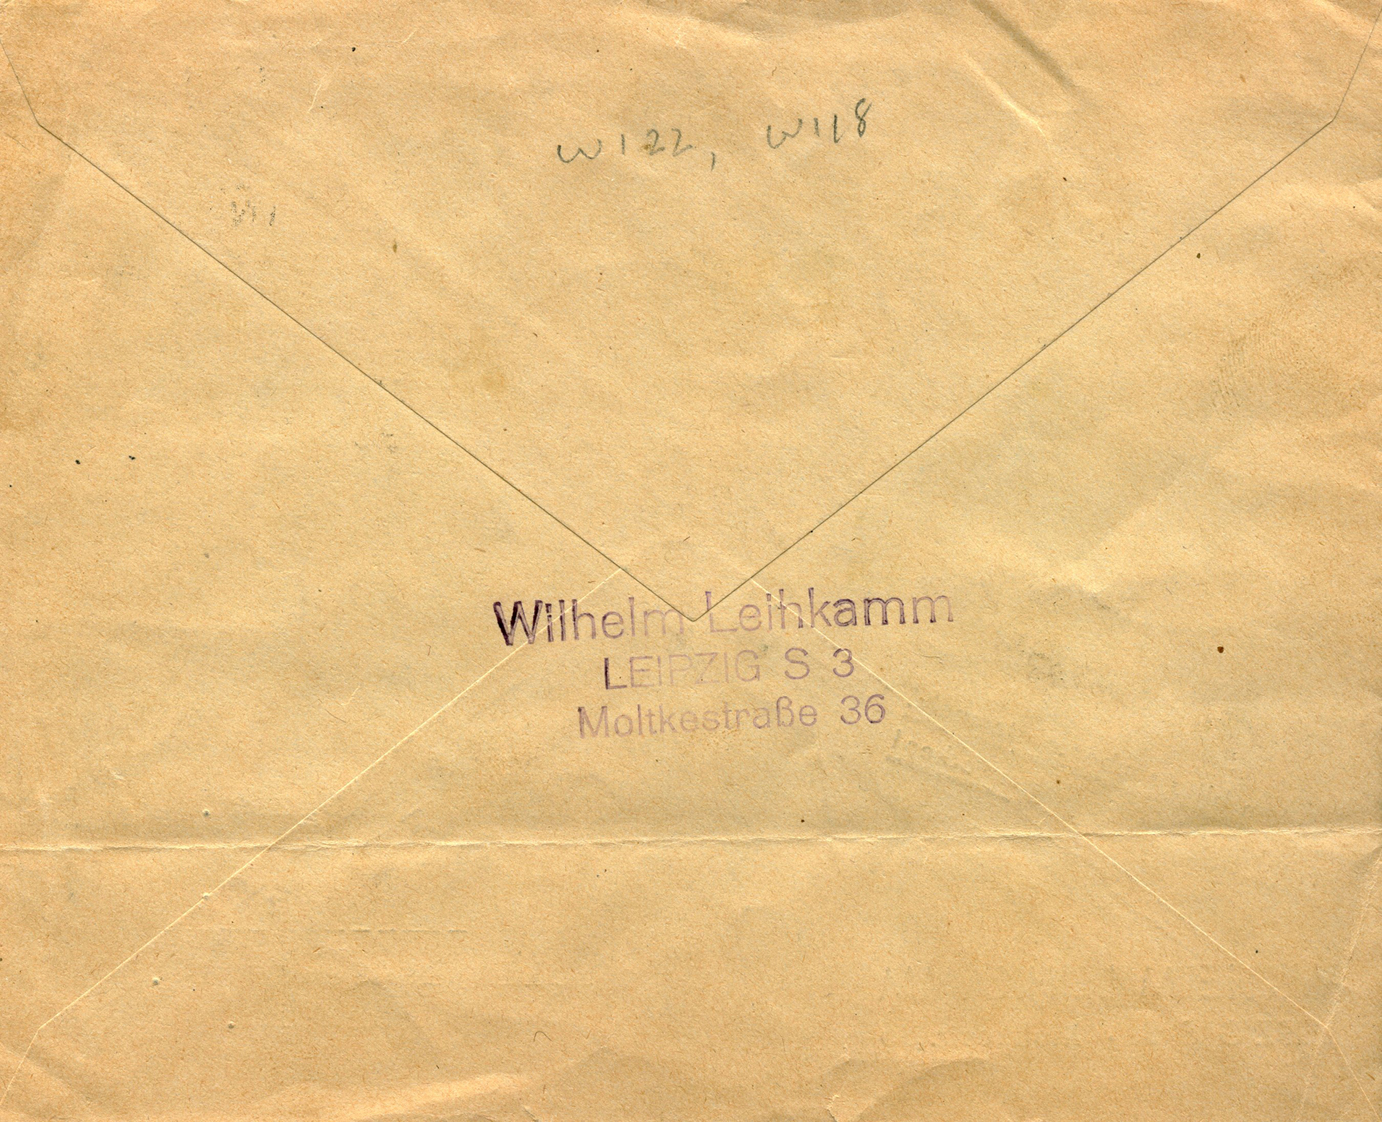 W122, W118
Wilhelm Leihkamm
LEIPZIG S 3
Moltkestraße 36